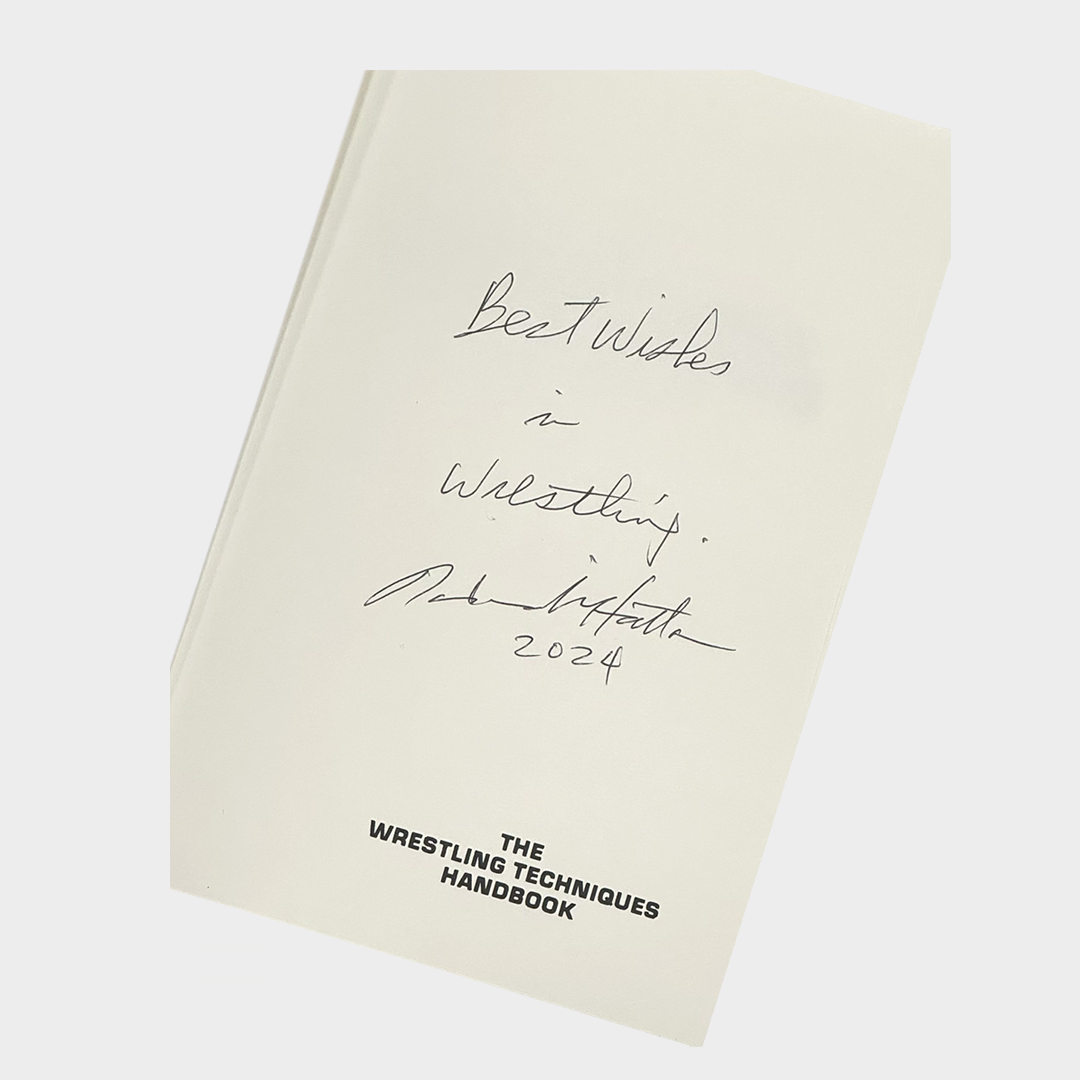 Best Wishes
in
Wrestling.
2024
THE
WRESTLING TECHNIQUES
HANDBOOK